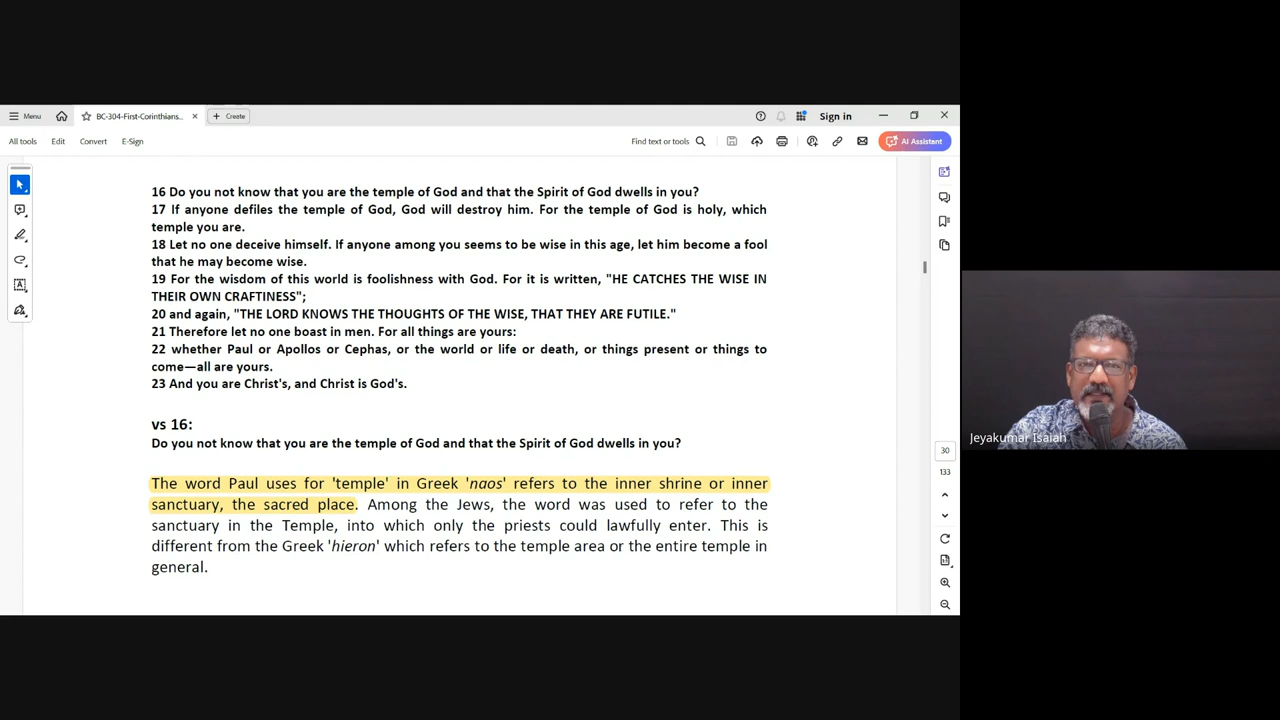 Menu
BC-304-First-Corinthians...
Create
Sign in
All tools
Edit
Convert
E-Sign
Find text or tools
AI Assistant
16 Do you not know that you are the temple of God and that the Spirit of God dwells in you?
17 If anyone defiles the temple of God, God will destroy him. For the temple of God is holy, which
temple you are.
18 Let no one deceive himself. If anyone among you seems to be wise in this age, let him become a fool
that he may become wise.
19 For the wisdom of this world is foolishness with God. For it is written, "HE CATCHES THE WISE IN
THEIR OWN CRAFTINESS";
20 and again, "THE LORD KNOWS THE THOUGHTS OF THE WISE, THAT THEY ARE FUTILE."
21 Therefore let no one boast in men. For all things are yours:
22 whether Paul or Apollos or Cephas, or the world or life or death, or things present or things to
come—all are yours.
23 And you are Christ's, and Christ is God's.
vs 16:
Do you not know that you are the temple of God and that the Spirit of God dwells in you?
The word Paul uses for 'temple' in Greek 'naos' refers to the inner shrine or inner
sanctuary, the sacred place. Among the Jews, the word was used to refer to the
sanctuary in the Temple, into which only the priests could lawfully enter. This is
different from the Greek 'hieron' which refers to the temple area or the entire temple in
general.
30
133
Jeyakumar Isaiah